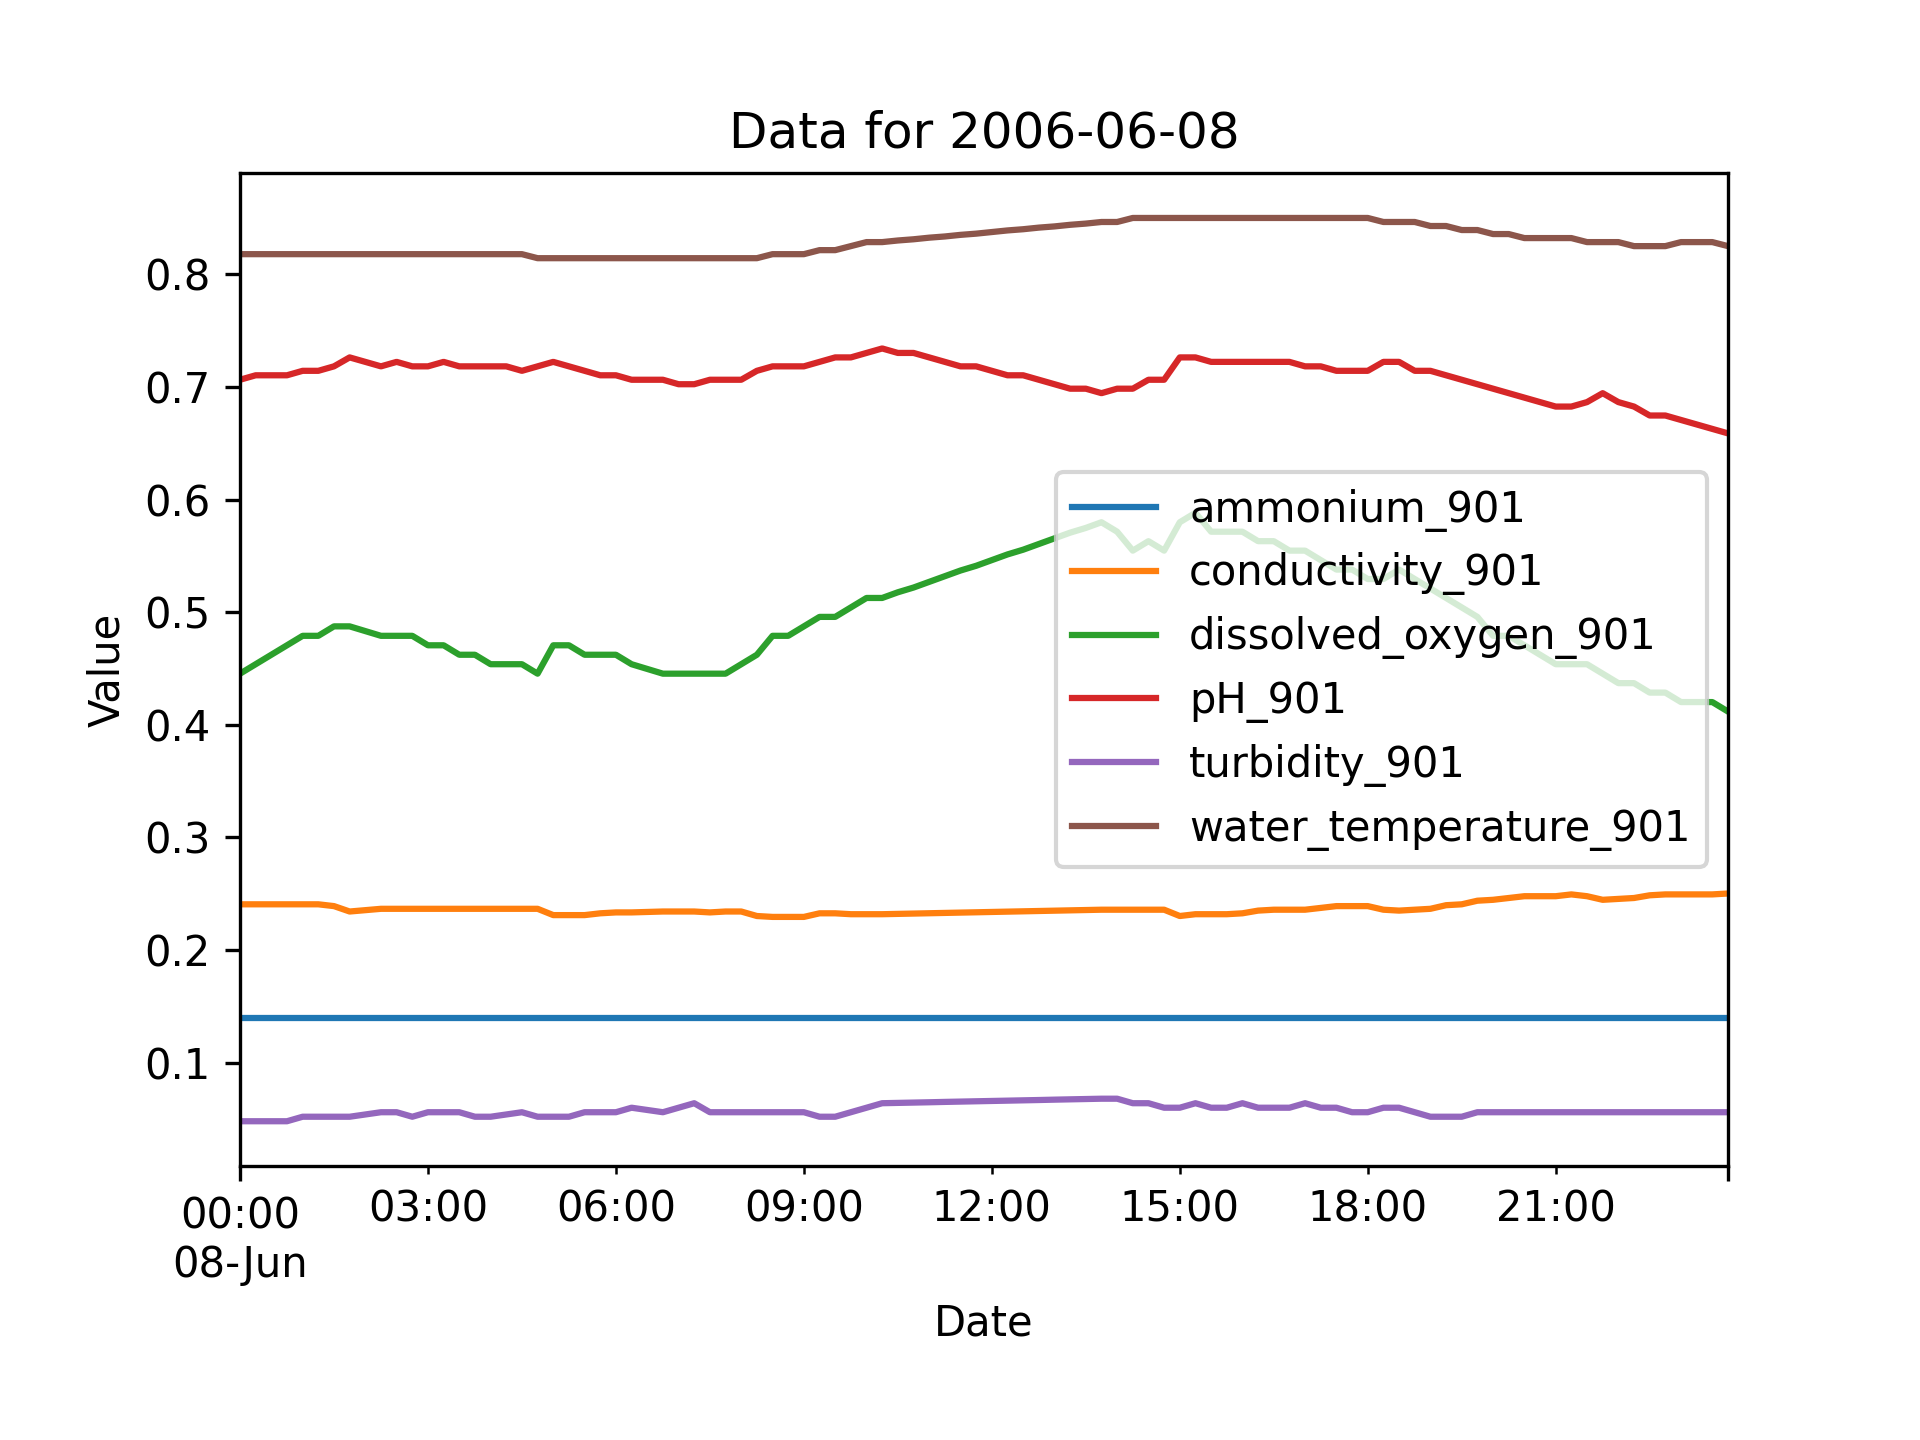 Data for 2006-06-08
Value
0.8
0.7
0.6
0.5
0.4
0.3
0.2
0.1
ammonium_901
conductivity_901
dissolved_oxygen_901
pH_901
turbidity_901
water_temperature_901
00:00 03:00 06:00 09:00 12:00 15:00 18:00 21:00
08-Jun
Date